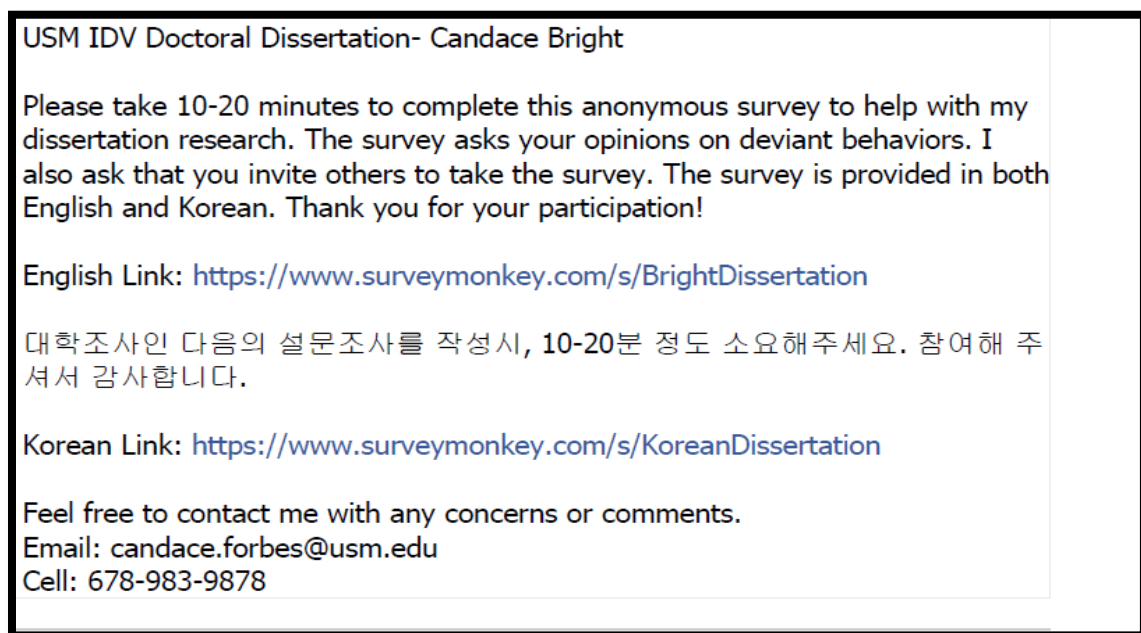 USM IDV Doctoral Dissertation- Candace Bright
Please take 10-20 minutes to complete this anonymous survey to help with my
dissertation research. The survey asks your opinions on deviant behaviors. I
also ask that you invite others to take the survey. The survey is provided in both
English and Korean. Thank you for your participation!
English Link: https://www.surveymonkey.com/s/BrightDissertation
대학조사인 다음의 설문조사를 작성시, 10-20분 정도 소요해주세요. 참여해 주
셔서 감사합니다.
Korean Link: https://www.surveymonkey.com/s/KoreanDissertation
Feel free to contact me with any concerns or comments.
Email: candace.forbes@usm.edu
Cell: 678-983-9878